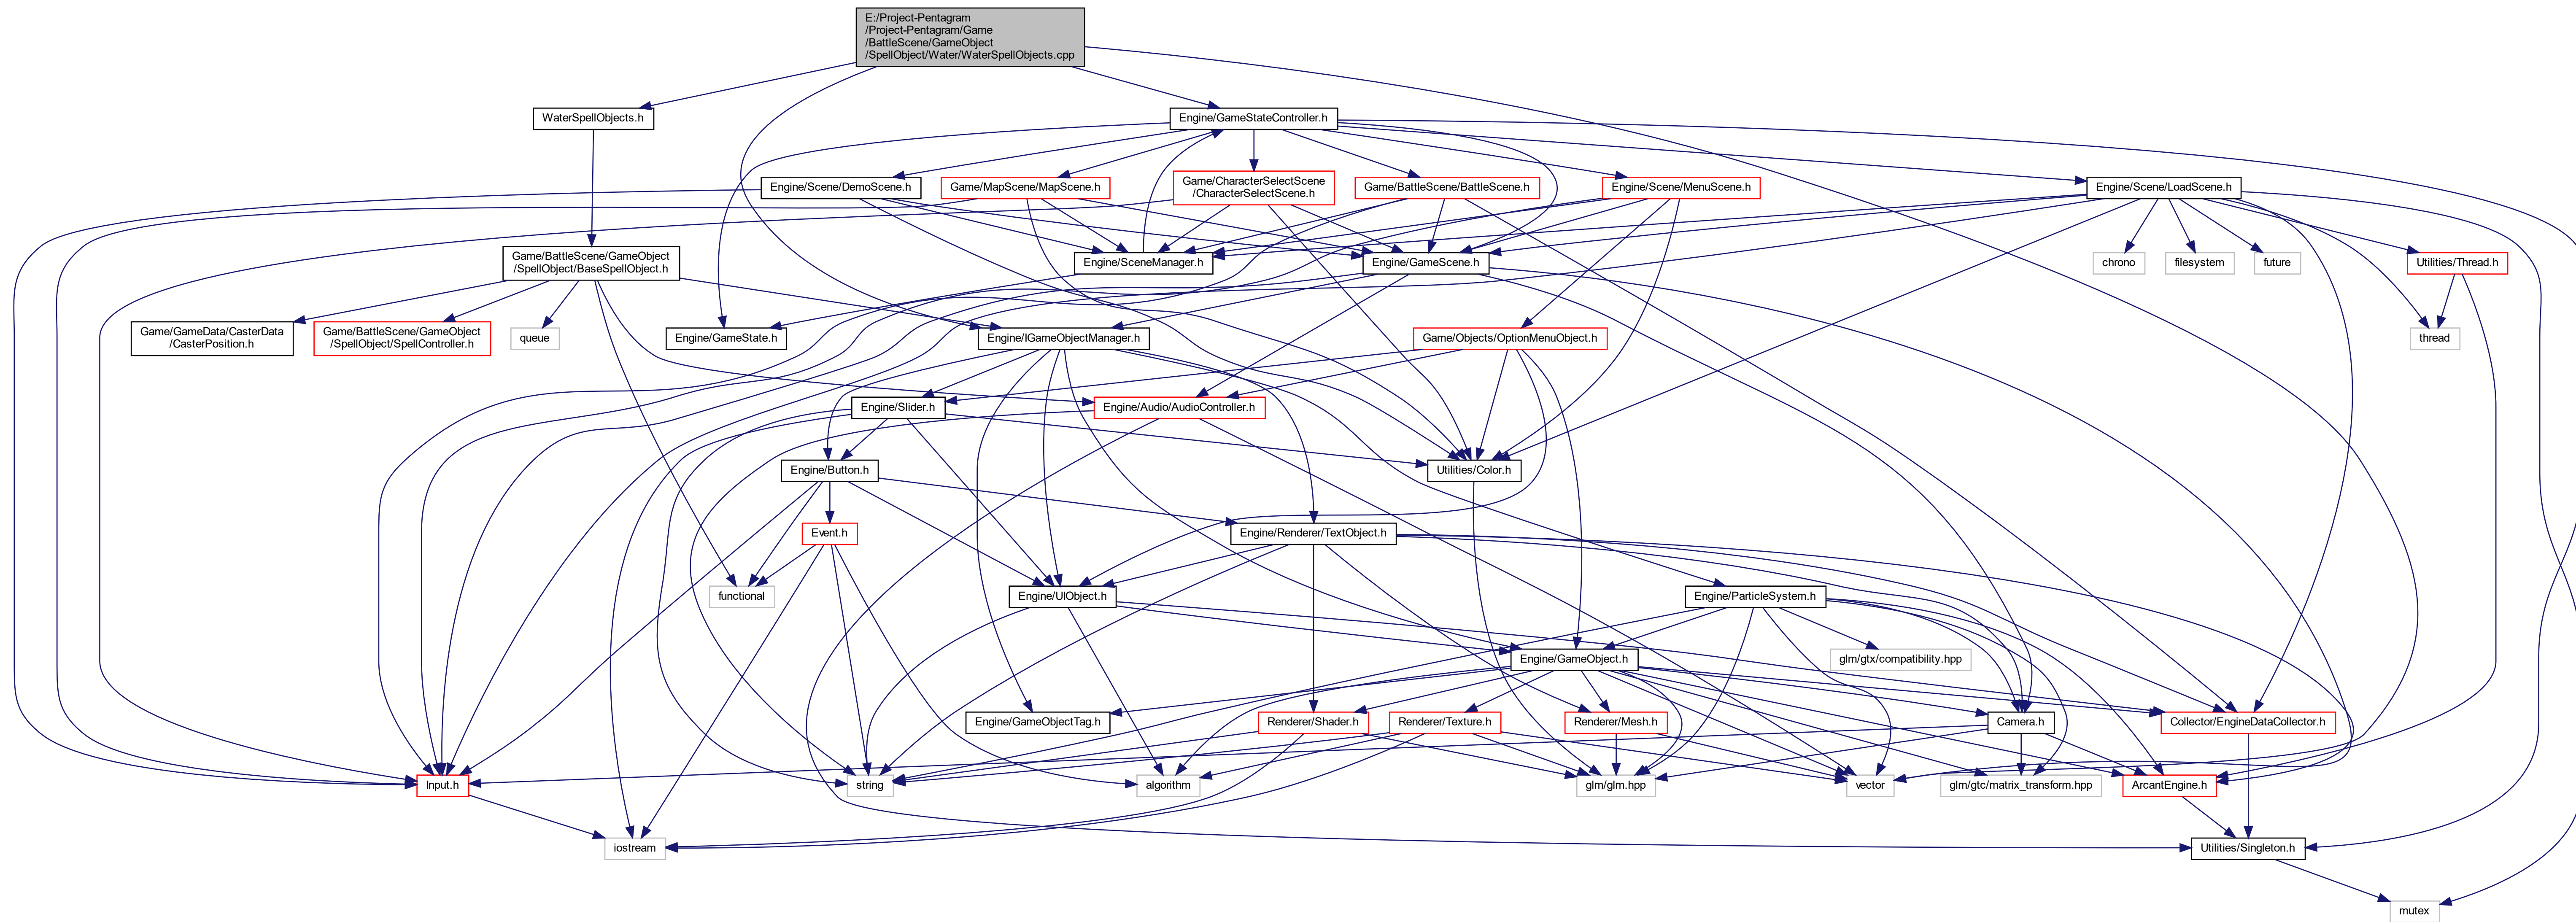 E:/Project-Pentagram
/Project-Pentagram/Game
/BattleScene/GameObject
/SpellObject/Water/WaterSpellObjects.cpp
WaterSpellObjects.h
Engine/GameStateController.h
Engine/Scene/DemoScene.h
Game/MapScene/MapScene.h
Game/CharacterSelectScene
/CharacterSelectScene.h
Game/BattleScene/BattleScene.h
Engine/Scene/MenuScene.h
Engine/Scene/LoadScene.h
Game/BattleScene/GameObject
/SpellObject/BaseSpellObject.h
Engine/SceneManager.h
Engine/GameScene.h
chrono
filesystem
future
Utilities/Thread.h
Game/GameData/CasterData
/CasterPosition.h
Game/BattleScene/GameObject
/SpellObject/SpellController.h
queue
Engine/GameState.h
Engine/IGameObjectManager.h
Game/Objects/OptionMenuObject.h
thread
Engine/Slider.h
Engine/Audio/AudioController.h
Engine/Button.h
Utilities/Color.h
Event.h
Engine/Renderer/TextObject.h
functional
Engine/UIObject.h
Engine/ParticleSystem.h
Engine/GameObject.h
glm/gtx/compatibility.hpp
Engine/GameObjectTag.h
Renderer/Shader.h
Renderer/Texture.h
Renderer/Mesh.h
Camera.h
Collector/EngineDataCollector.h
Input.h
string
algorithm
glm/glm.hpp
vector
glm/gtc/matrix_transform.hpp
ArcantEngine.h
iostream
Utilities/Singleton.h
mutex